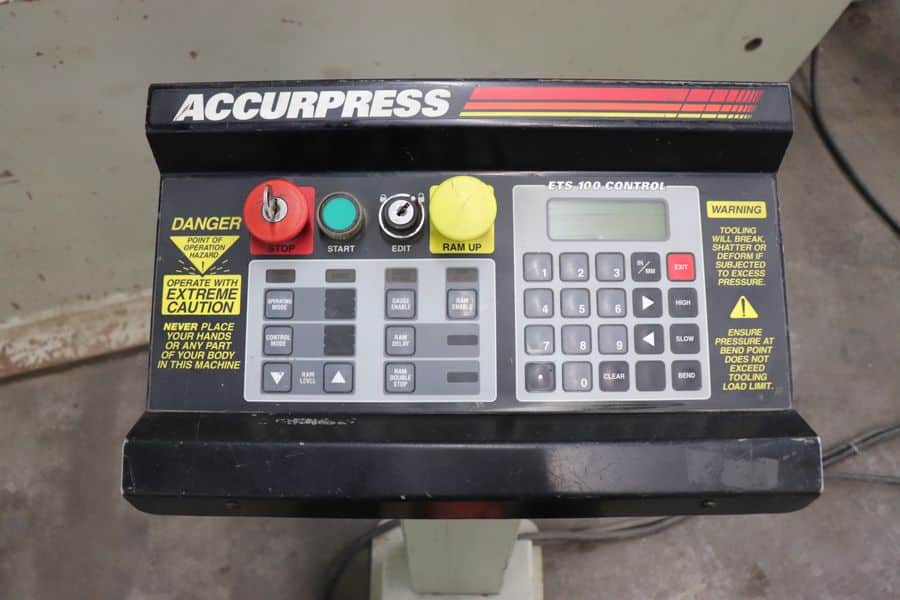 ACCURPRESS
STOP
START
EDIT
RAM UP
ETS 100 CONTROL
DANGER
POINT OF
OPERATION
HAZARD
!
OPERATE WITH
EXTREME
CAUTION
NEVER PLACE
YOUR HANDS
OR ANY PART
OF YOUR BODY
IN THIS MACHINE
OPERATING
MODE
GAUGE
ENABLE
RAM
ENABLE
CONTROL
MODE
RAM
DELAY
RAM
LEVEL
RAM
DOUBLE
STOP
1 2 3 IN/MM EXIT
4 5 6 HIGH
7 8 9 SLOW
. 0 CLEAR BEND
WARNING
TOOLING
WILL BREAK,
SHATTER OR
DEFORM IF
SUBJECTED
TO EXCESS
PRESSURE.
!
ENSURE
PRESSURE AT
BEND POINT
DOES NOT
EXCEED
TOOLING
LOAD LIMIT.